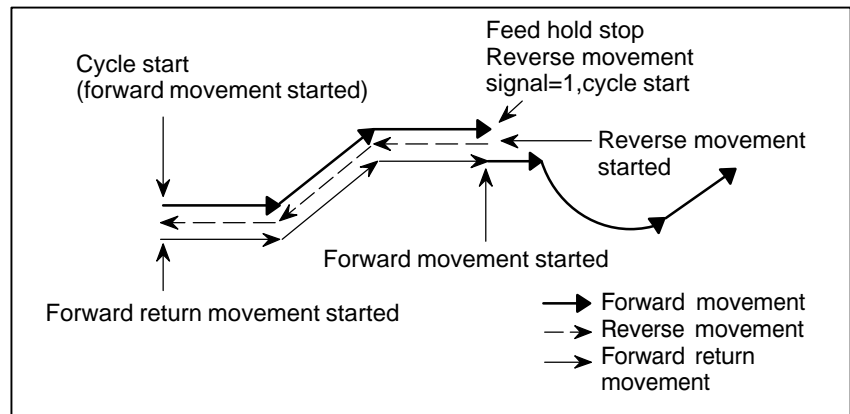 Feed hold stop
Reverse movement
signal=1,cycle start
Cycle start
(forward movement started)
Reverse movement
started
Forward movement started
Forward return movement started
Forward movement
Reverse movement
Forward return
movement